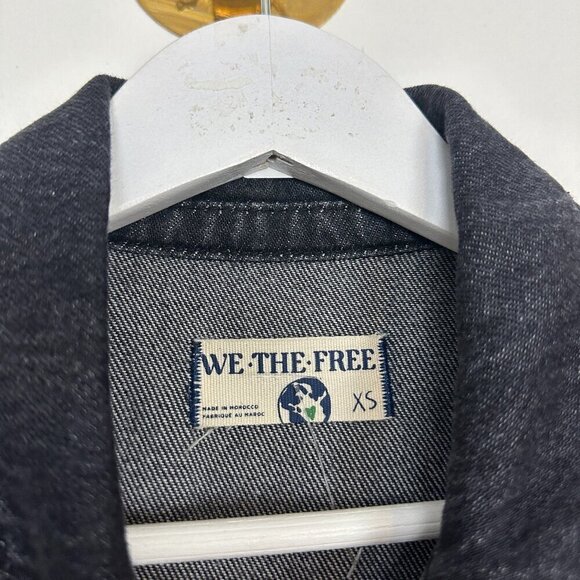 WE·THE·FREE
MADE IN MOROCCO
FABRIQUÉ AU MAROC
XS